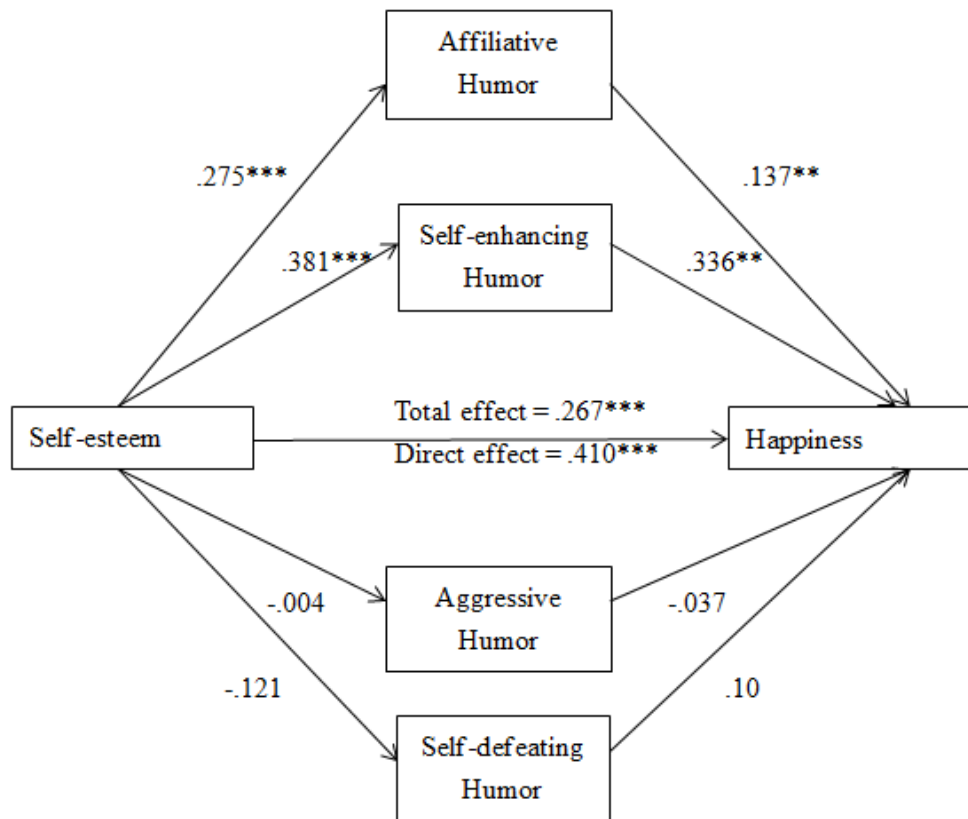 Affiliative
Humor
.275***
.137**
Self-enhancing
Humor
.381***
.336**
Total effect = .267***
Self-esteem
Happiness
Direct effect = .410***
Aggressive
Humor
-.004
-.037
-.121
.10
Self-defeating
Humor